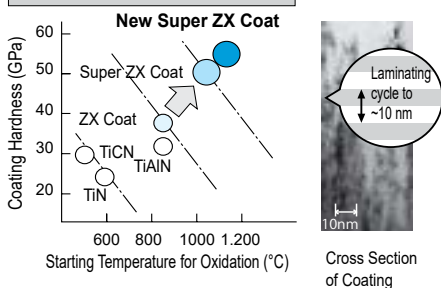 New Super ZX Coat
Coating Hardness (GPa)
60
50
40
30
20
Super ZX Coat
ZX Coat
TiCN
TiAlN
TiN
600 800 1000 1.200
Starting Temperature for Oxidation (°C)
Laminating
cycle to
~10 nm
10nm
Cross Section
of Coating